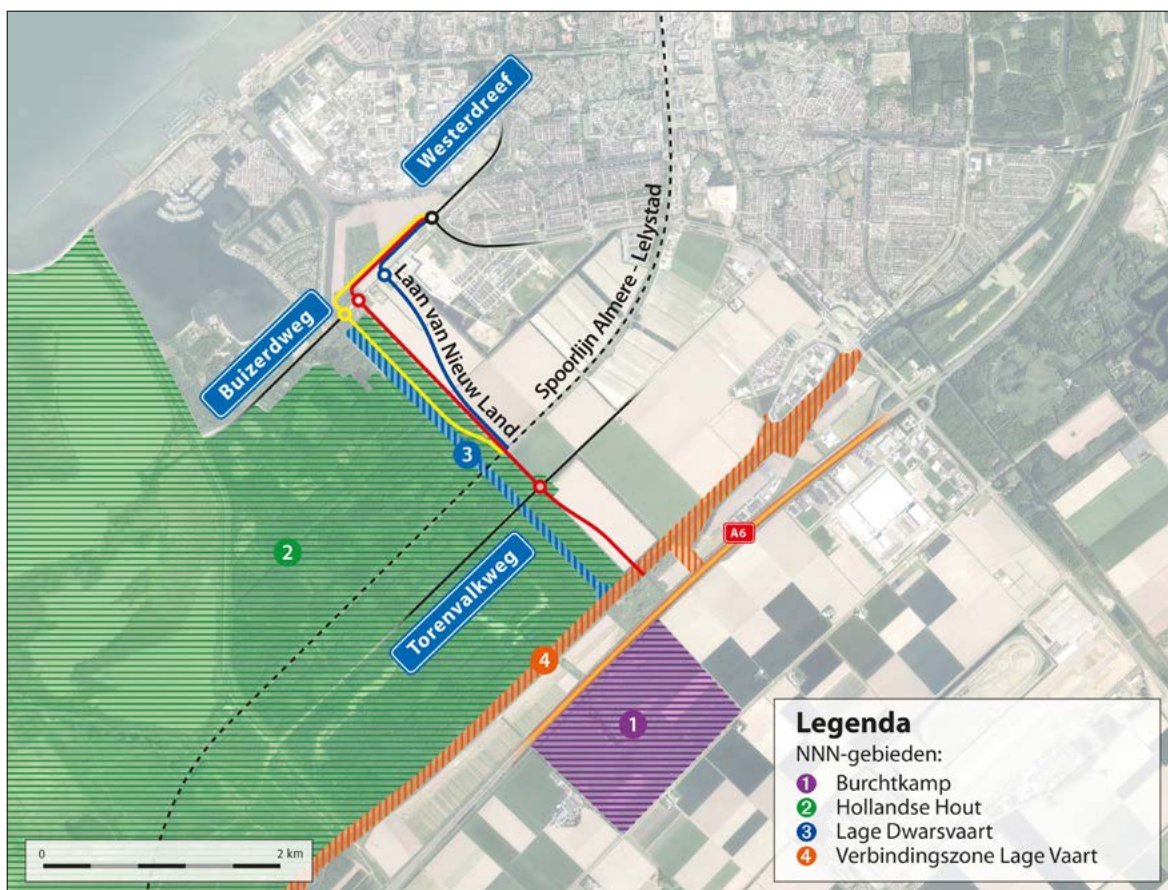 Westerdreef
Laan van Nieuw Land
Spoorlijn Almere - Lelystad
Buizerdweg
3
A6
2
Torenvalkweg
4
1
Legenda
NNN-gebieden:
1 Burchtkamp
2 Hollandse Hout
3 Lage Dwarsvaart
4 Verbindingszone Lage Vaart
0 2 km